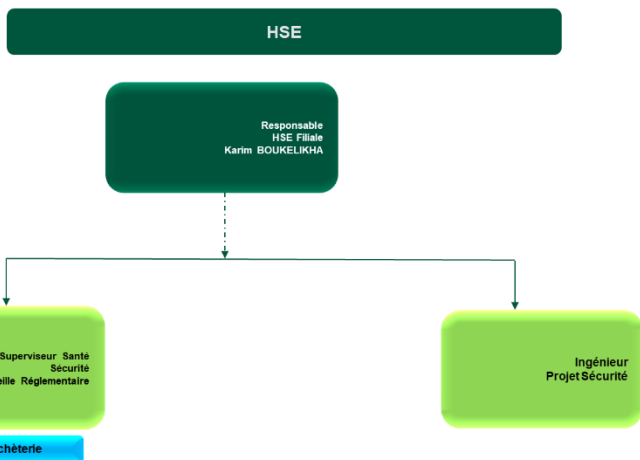 HSE
Responsable
HSE Filiale
Karim BOUKELIKHA
Superviseur Santé
Sécurité
Réglementaire
Ingénieur
Projet Sécurité